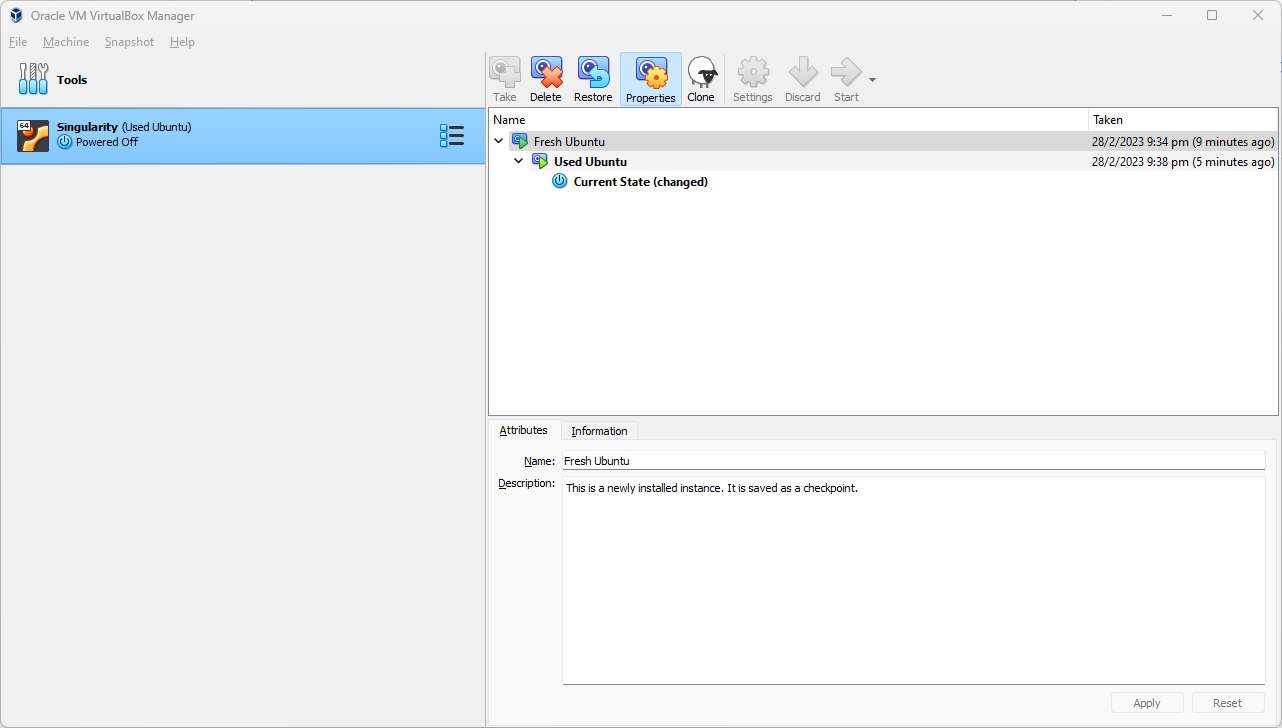 Oracle VM VirtualBox Manager
File Machine Snapshot Help
Tools
64
Singularity (Used Ubuntu)
Powered Off
Take Delete Restore Properties Clone Settings Discard Start
Name Taken
Fresh Ubuntu 28/2/2023 9:34 pm (9 minutes ago)
Used Ubuntu 28/2/2023 9:38 pm (5 minutes ago)
Current State (changed)
Attributes Information
Name: Fresh Ubuntu
Description: This is a newly installed instance. It is saved as a checkpoint.
Apply Reset